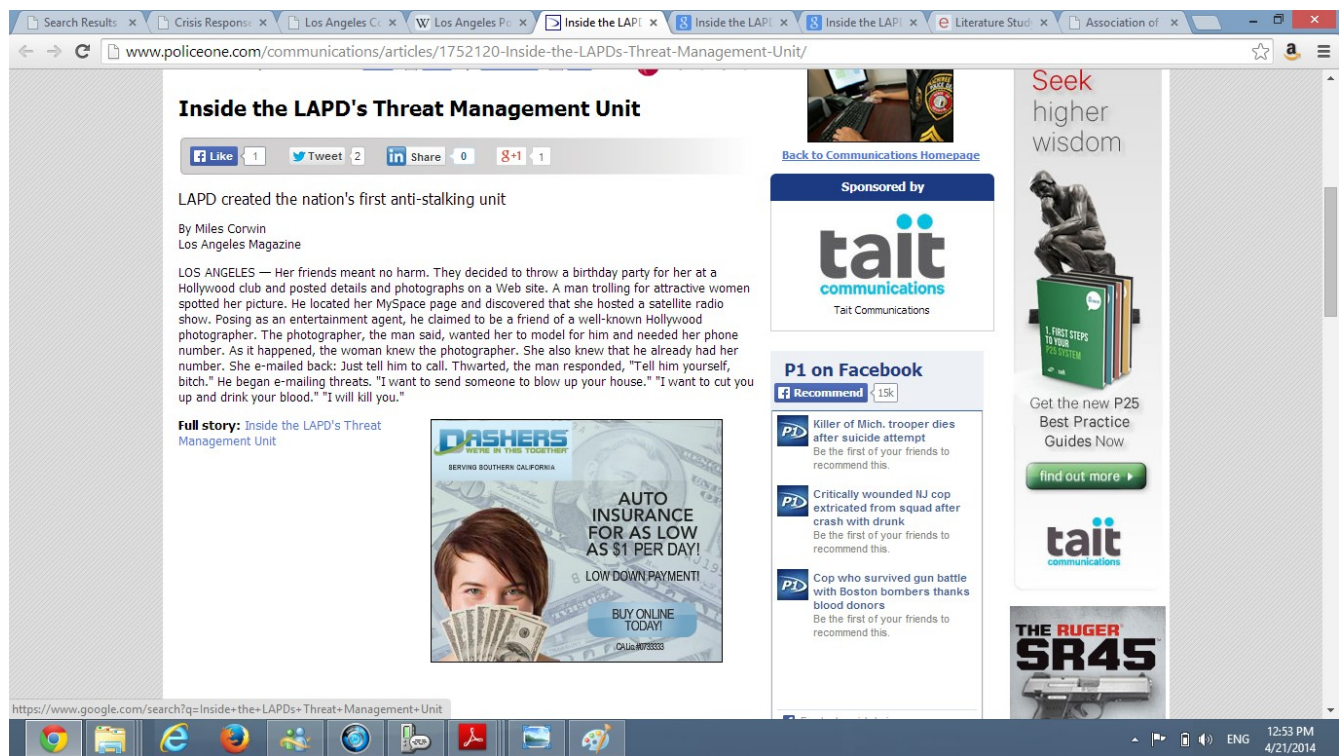 Search Results
Crisis Response
Los Angeles Co
Los Angeles Po
Inside the LAPD
Inside the LAPD
Inside the LAPD
Literature Stud
Association of
www.policeone.com/communications/articles/1752120-Inside-the-LAPDs-Threat-Management-Unit/
Inside the LAPD's Threat Management Unit
Like 1 Tweet 2 in Share 0 g+1 1
LAPD created the nation's first anti-stalking unit
By Miles Corwin
Los Angeles Magazine
LOS ANGELES — Her friends meant no harm. They decided to throw a birthday party for her at a
Hollywood club and posted details and photographs on a Web site. A man trolling for attractive women
spotted her picture. He located her MySpace page and discovered that she hosted a satellite radio
show. Posing as an entertainment agent, he claimed to be a friend of a well-known Hollywood
photographer. The photographer, the man said, wanted her to model for him and needed her phone
number. As it happened, the woman knew the photographer. She also knew that he already had her
number. She e-mailed back: Just tell him to call. Thwarted, the man responded, "Tell him yourself,
bitch." He began e-mailing threats. "I want to send someone to blow up your house." "I want to cut you
up and drink your blood." "I will kill you."
Full story: Inside the LAPD's Threat
Management Unit
DASHERS
WE'RE IN THIS TOGETHER
SERVING SOUTHERN CALIFORNIA
AUTO
INSURANCE
FOR AS LOW
AS $1 PER DAY!
LOW DOWN PAYMENT!
BUY ONLINE
TODAY!
CA Lic #0733333
Back to Communications Homepage
Sponsored by
tait
communications
Tait Communications
P1 on Facebook
Recommend 15k
P1
Killer of Mich. trooper dies
after suicide attempt
Be the first of your friends to
recommend this.
P1
Critically wounded NJ cop
extricated from squad after
crash with drunk
Be the first of your friends to
recommend this.
P1
Cop who survived gun battle
with Boston bombers thanks
blood donors
Be the first of your friends to
recommend this.
Seek
higher
wisdom
1. FIRST STEPS
TO YOUR
P25 SYSTEM
tait
Get the new P25
Best Practice
Guides Now
find out more
tait
communications
THE RUGER
SR45
https://www.google.com/search?q=Inside+the+LAPDs+Threat+Management+Unit
ENG
12:53 PM
4/21/2014